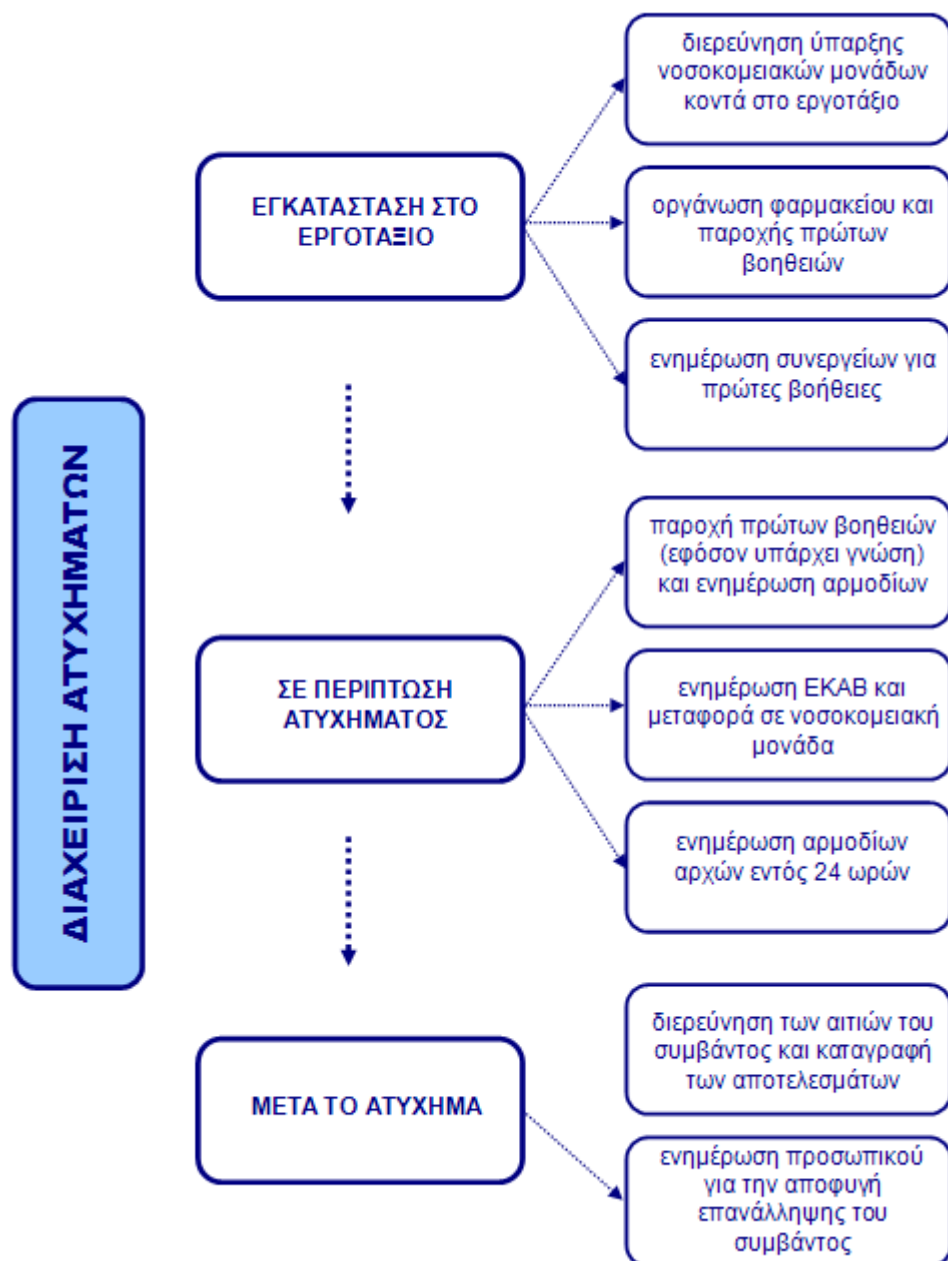 ΔΙΑΧΕΙΡΙΣΗ ΑΤΥΧΗΜΑΤΩΝ
ΕΓΚΑΤΑΣΤΑΣΗ ΣΤΟ
ΕΡΓΟΤΑΞΙΟ
διερεύνηση ύπαρξης
νοσοκομειακών μονάδων
κοντά στο εργοτάξιο
οργάνωση φαρμακείου και
παροχής πρώτων
βοηθειών
ενημέρωση συνεργείων για
πρώτες βοήθειες
ΣΕ ΠΕΡΙΠΤΩΣΗ
ΑΤΥΧΗΜΑΤΟΣ
παροχή πρώτων βοηθειών
(εφόσον υπάρχει γνώση)
και ενημέρωση αρμοδίων
ενημέρωση ΕΚΑΒ και
μεταφορά σε νοσοκομειακή
μονάδα
ενημέρωση αρμοδίων
αρχών εντός 24 ωρών
ΜΕΤΑ ΤΟ ΑΤΥΧΗΜΑ
διερεύνηση των αιτιών του
συμβάντος και καταγραφή
των αποτελεσμάτων
ενημέρωση προσωπικού
για την αποφυγή
επανάλληψης του
συμβάντος